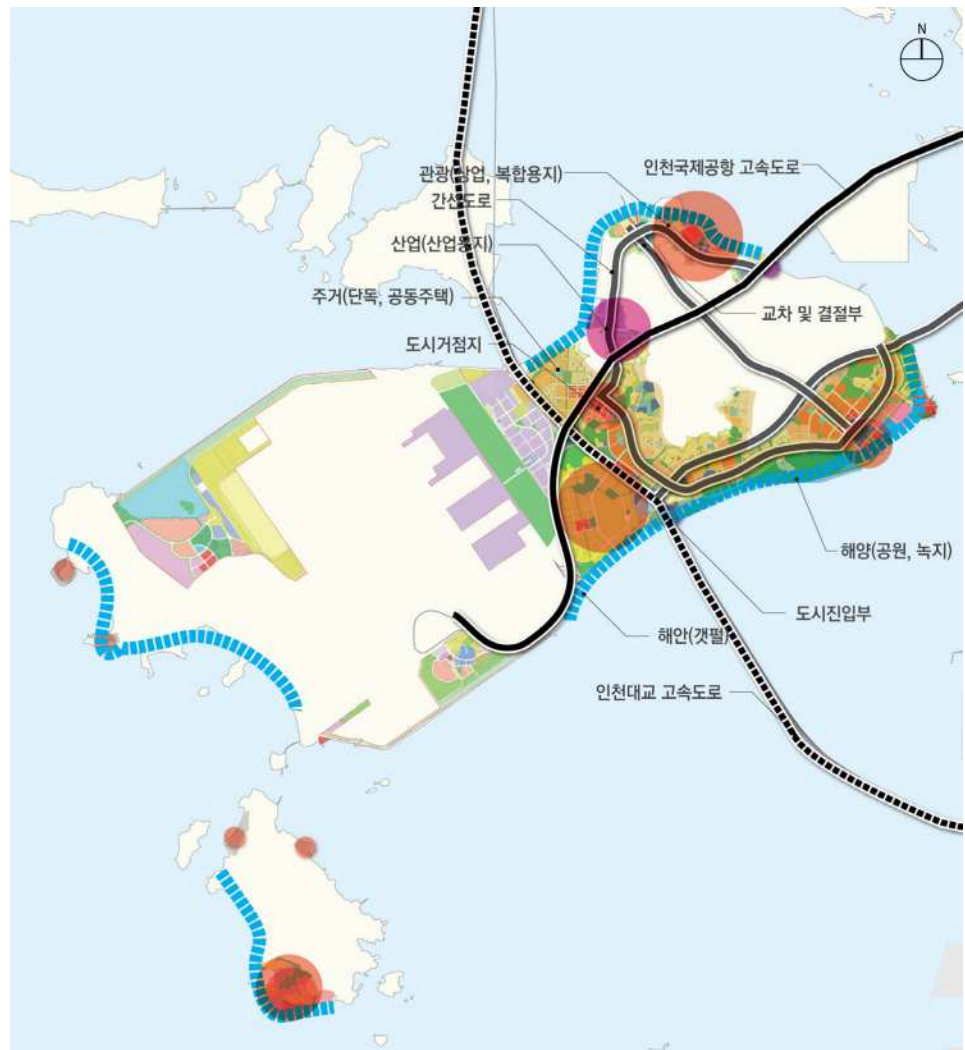 N
관광(상업, 복합용지)
인천국제공항 고속도로
간선도로
산업(산업용지)
주거(단독, 공동주택)
교차 및 결절부
도시거점지
해양(공원, 녹지)
도시진입부
해안(갯펄)
인천대교 고속도로